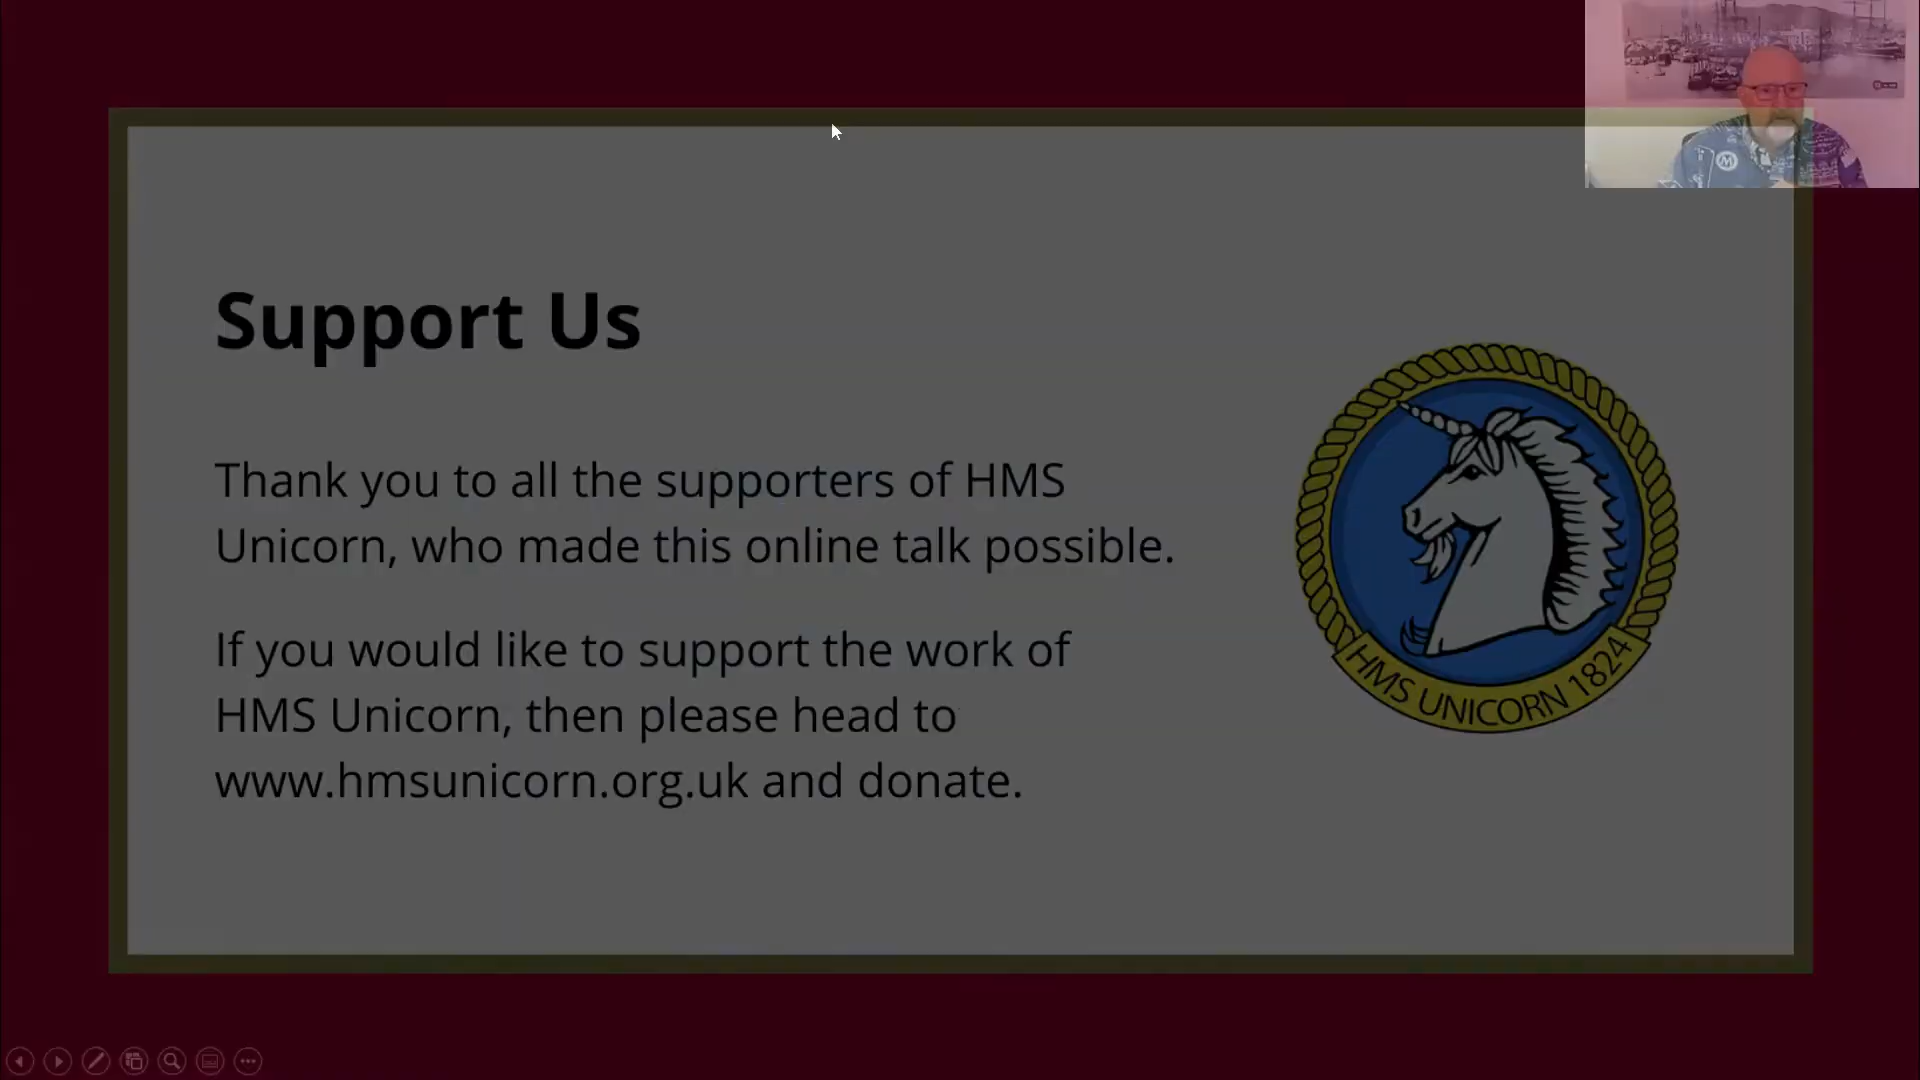 Support Us
Thank you to all the supporters of HMS
Unicorn, who made this online talk possible.
If you would like to support the work of
HMS Unicorn, then please head to
www.hmsunicorn.org.uk and donate.
HMS UNICORN 1824
M